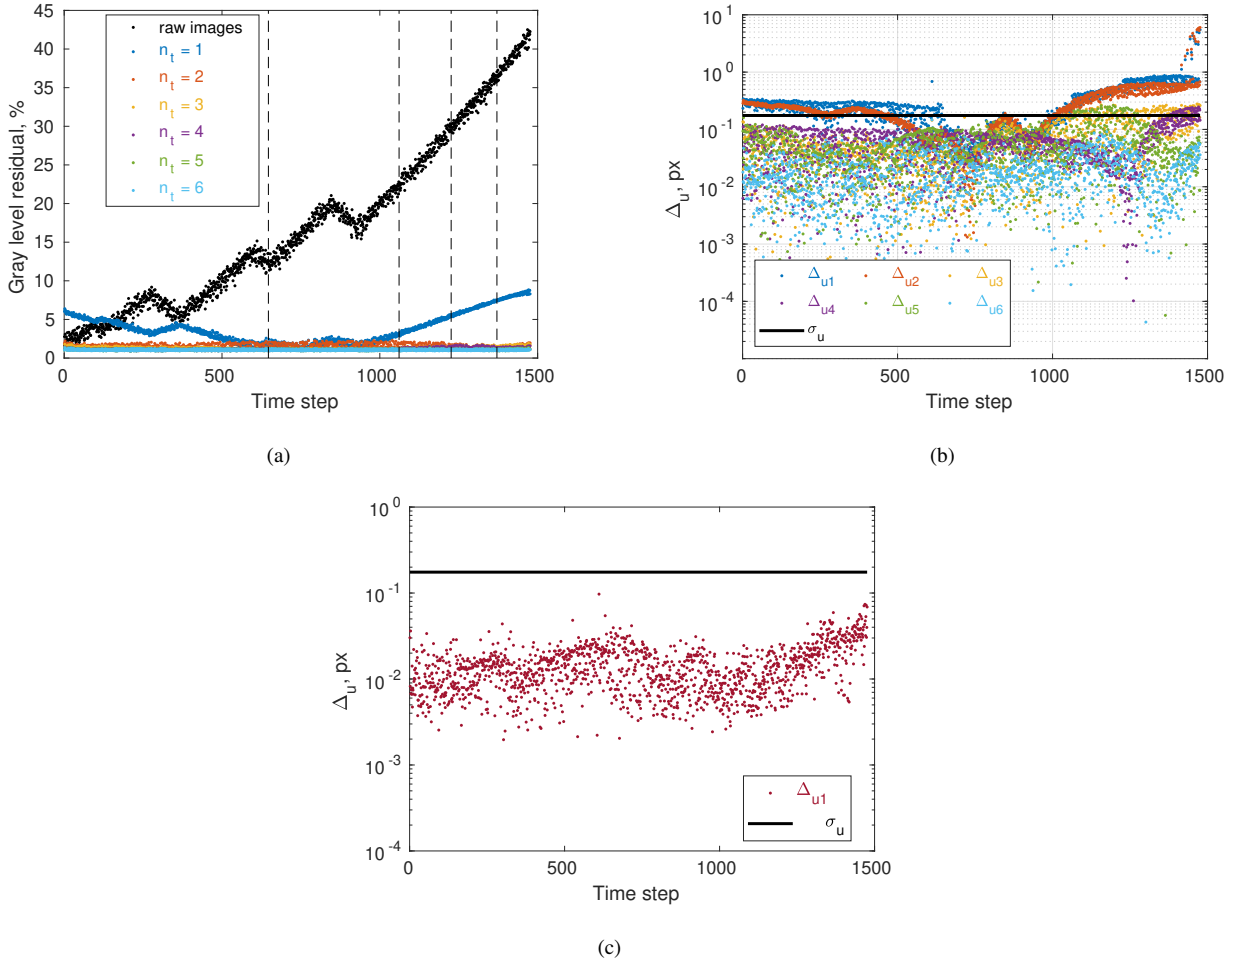 45
40
35
30
25
20
15
10
5
0
Gray level residual, %
raw images
n_t = 1
n_t = 2
n_t = 3
n_t = 4
n_t = 5
n_t = 6
0 500 1000 1500
Time step
(a)
10^1
10^0
10^-1
10^-2
10^-3
10^-4
Δ_u, px
Δ_u1 Δ_u2 Δ_u3
Δ_u4 Δ_u5 Δ_u6
σ_u
0 500 1000 1500
Time step
(b)
10^0
10^-1
10^-2
10^-3
10^-4
Δ_u, px
Δ_u1
σ_u
0 500 1000 1500
Time step
(c)